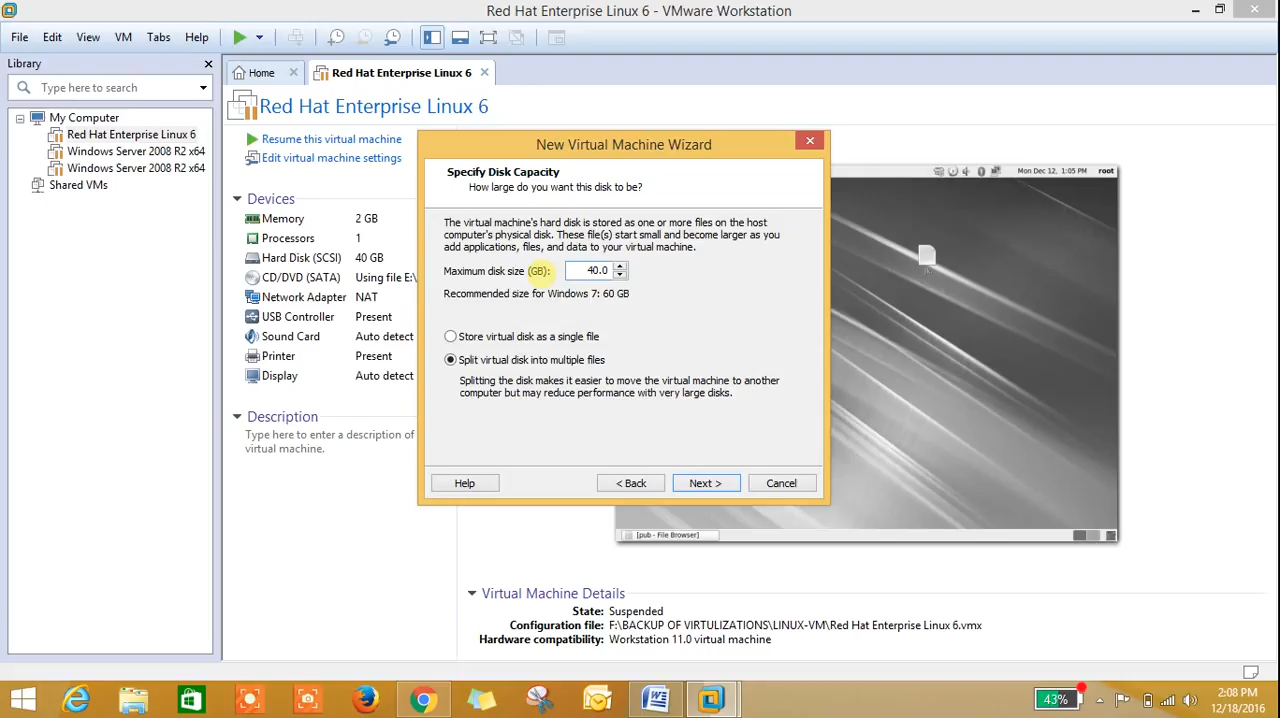 Red Hat Enterprise Linux 6 - VMware Workstation
File Edit View VM Tabs Help
Library
Home
Red Hat Enterprise Linux 6
Type here to search
My Computer
Red Hat Enterprise Linux 6
Windows Server 2008 R2 x64
Windows Server 2008 R2 x64
Shared VMs
Red Hat Enterprise Linux 6
Resume this virtual machine
Edit virtual machine settings
Devices
Memory 2 GB
Processors 1
Hard Disk (SCSI) 40 GB
CD/DVD (SATA) Using file E:\
Network Adapter NAT
USB Controller Present
Sound Card Auto detect
Printer Present
Display Auto detect
Description
Type here to enter a description of
virtual machine.
New Virtual Machine Wizard
Specify Disk Capacity
How large do you want this disk to be?
The virtual machine's hard disk is stored as one or more files on the host
computer's physical disk. These file(s) start small and become larger as you
add applications, files, and data to your virtual machine.
Maximum disk size (GB): 40.0
Recommended size for Windows 7: 60 GB
Store virtual disk as a single file
Split virtual disk into multiple files
Splitting the disk makes it easier to move the virtual machine to another
computer but may reduce performance with very large disks.
Help < Back Next > Cancel
Mon Dec 12, 1:05 PM root
[pub - File Browser]
Virtual Machine Details
State: Suspended
Configuration file: F:\BACKUP OF VIRTULIZATIONS\LINUX-VM\Red Hat Enterprise Linux 6.vmx
Hardware compatibility: Workstation 11.0 virtual machine
43%
2:08 PM
12/18/2016